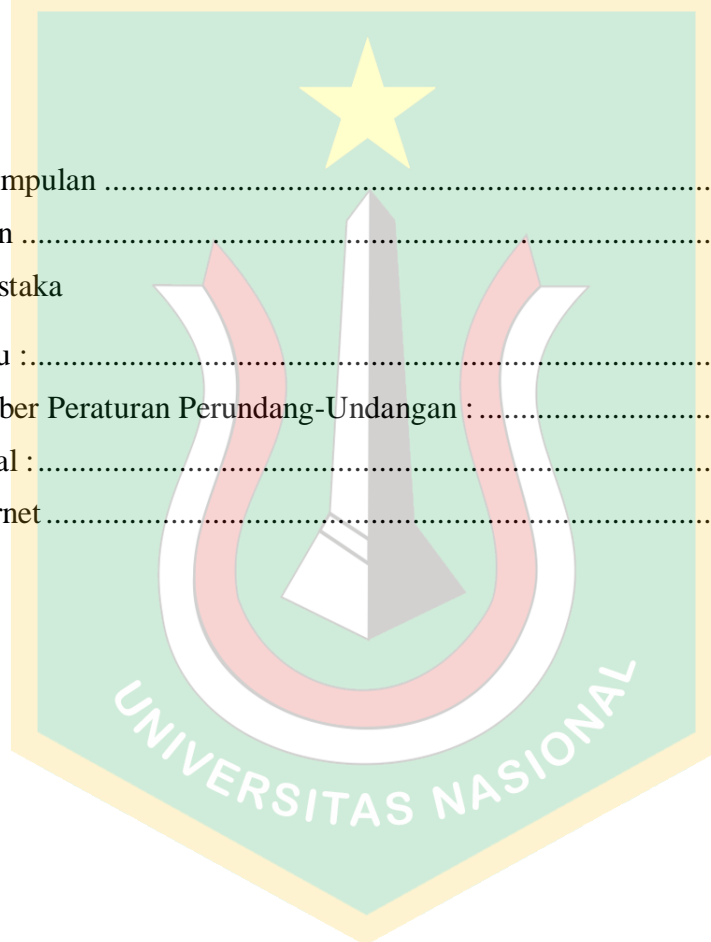 mpulan ........................................................................
n ..................................................................................
staka
u : ................................................................................
ber Peraturan Perundang-Undangan : .............................
al : ...............................................................................
rnet ..............................................................................
UNIVERSITAS NASIONAL